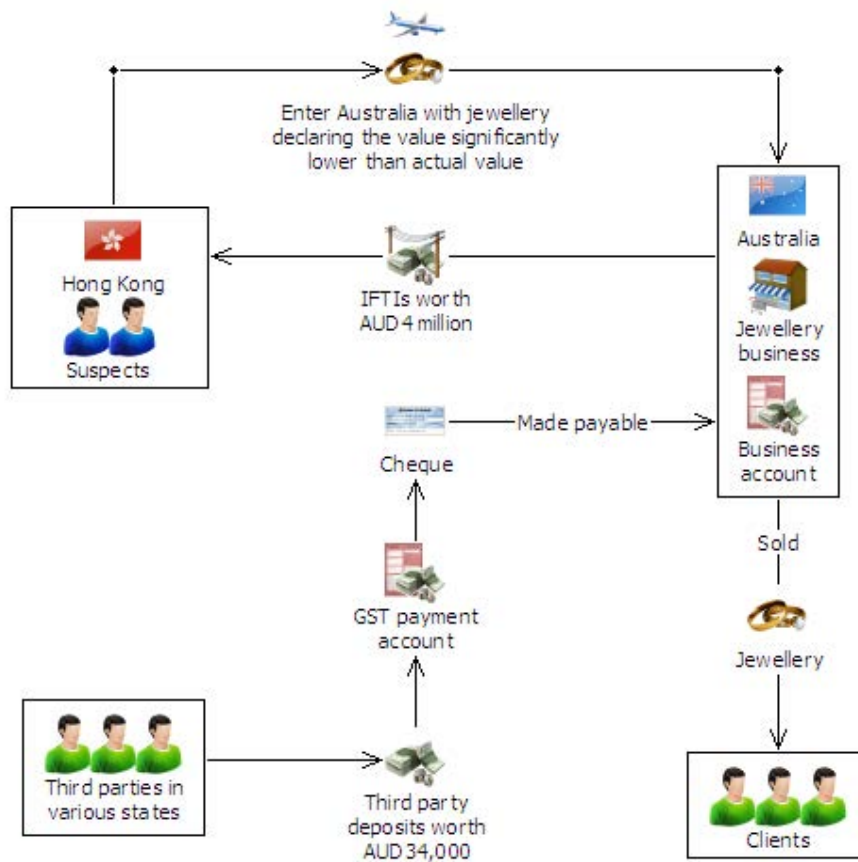 Enter Australia with jewellery
declaring the value significantly
lower than actual value
Hong Kong
Suspects
IFTIs worth
AUD 4 million
Australia
Jewellery
business
Business
account
Cheque
Made payable
Sold
GST payment
account
Jewellery
Third parties in
various states
Third party
deposits worth
AUD 34,000
Clients